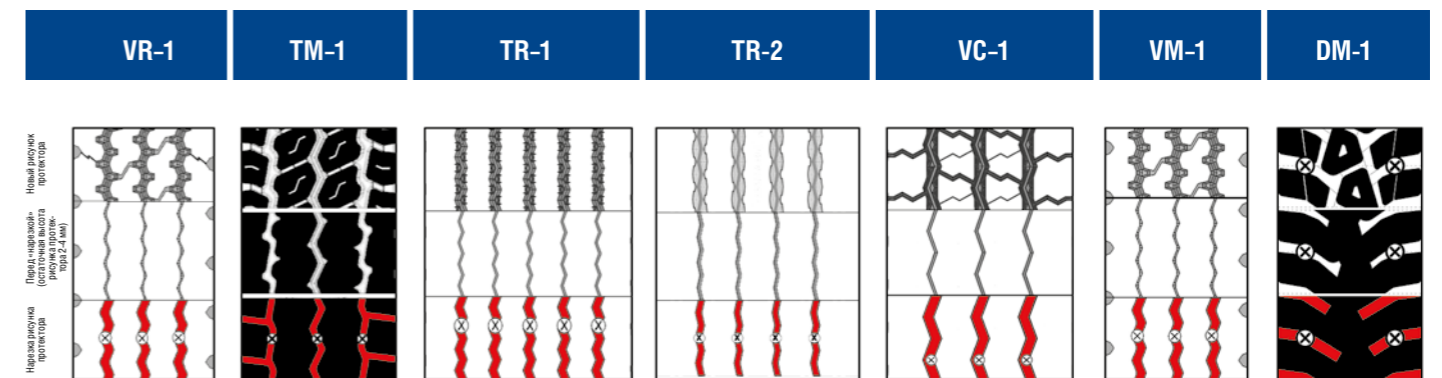 VR-1
TM-1
TR-1
TR-2
VC-1
VM-1
DM-1
Новый рисунок
протектора
Перед «нарезкой»
(остаточная высота
рисунка протек-
тора 2-4 мм)
Нарезка рисунка
протектора